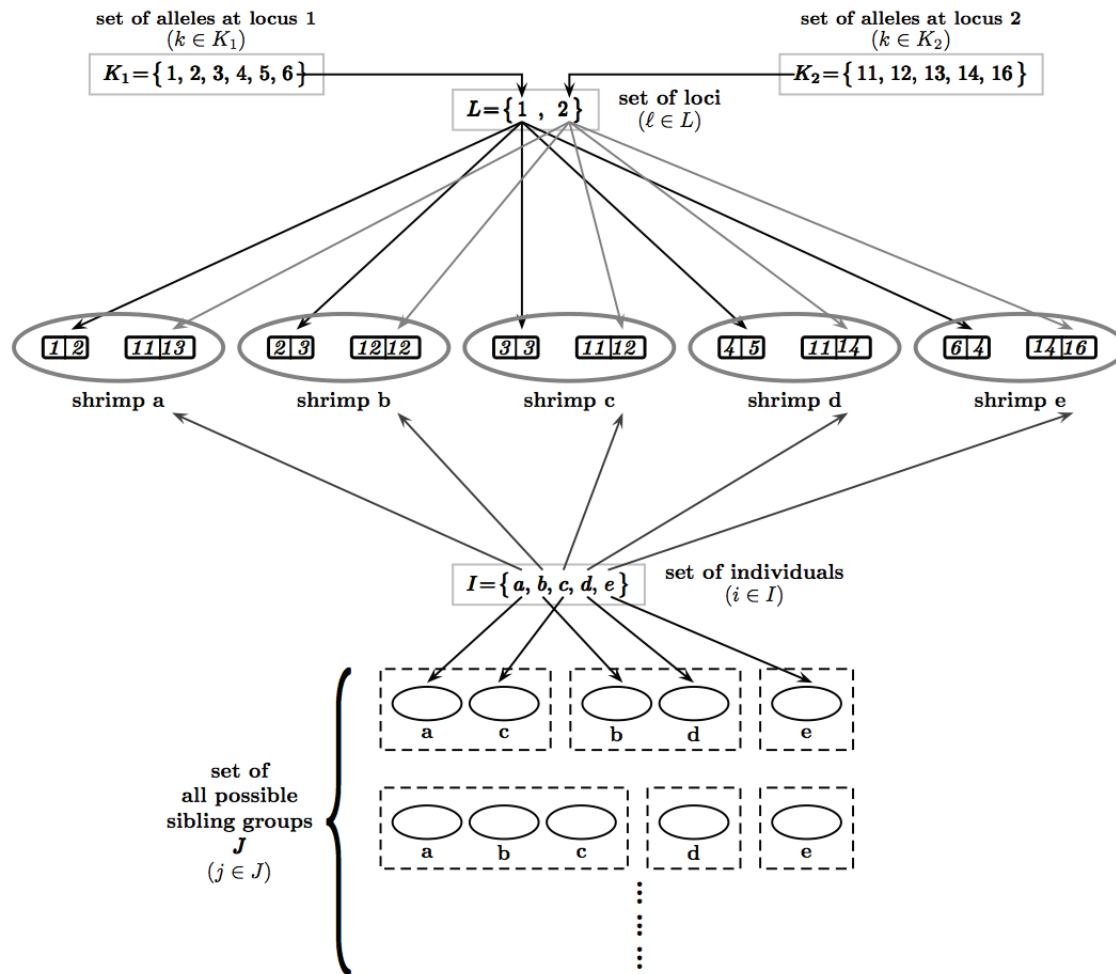 set of alleles at locus 1
(k ∈ K₁)
K₁={1, 2, 3, 4, 5, 6}
set of alleles at locus 2
(k ∈ K₂)
K₂={11, 12, 13, 14, 16}
L={1 , 2}
set of loci
(ℓ ∈ L)
1 2 11 13
2 3 12 12
3 3 11 12
4 5 11 14
6 4 14 16
shrimp a
shrimp b
shrimp c
shrimp d
shrimp e
I={a, b, c, d, e}
set of individuals
(i ∈ I)
a c b d e
set of
all possible
sibling groups
J
(j ∈ J)
a b c d e